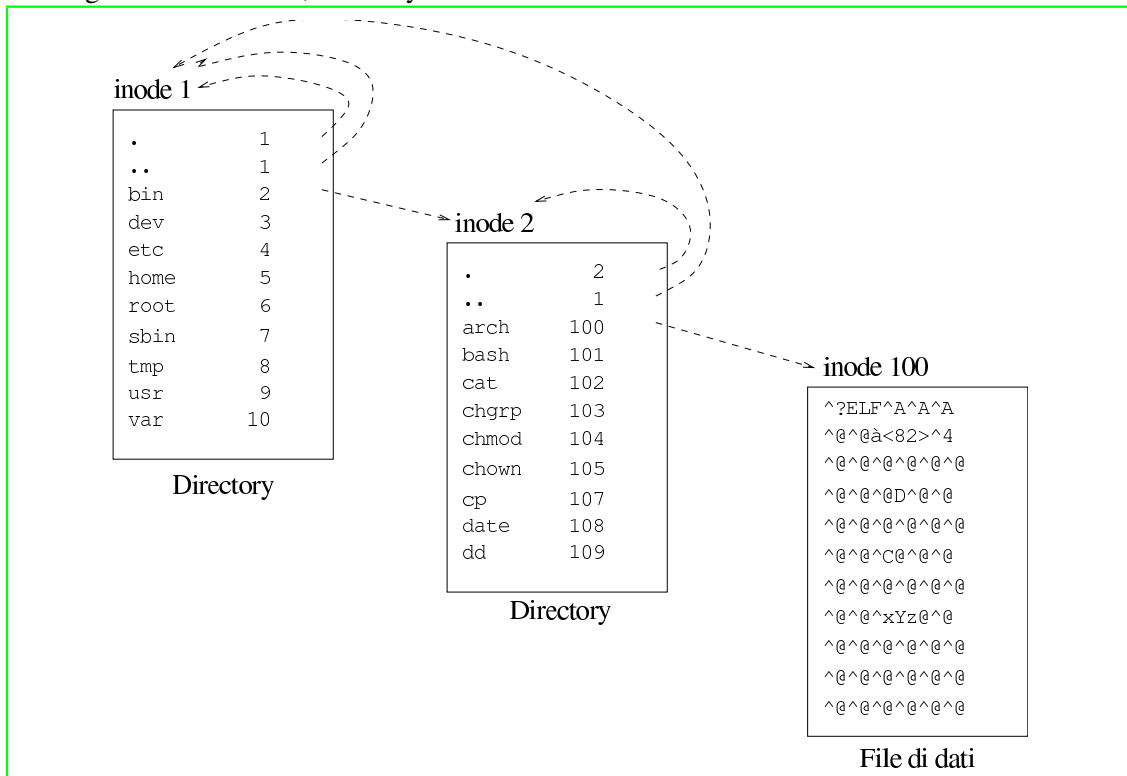 inode 1
. 1
.. 1
bin 2
dev 3
etc 4
home 5
root 6
sbin 7
tmp 8
usr 9
var 10
Directory
inode 2
. 2
.. 1
arch 100
bash 101
cat 102
chgrp 103
chmod 104
chown 105
cp 107
date 108
dd 109
Directory
inode 100
^?ELF^A^A^A
^@^@à<82>^4
^@^@^@^@^@^@
^@^@^@D^@^@
^@^@^@^@^@^@
^@^@^C@^@^@
^@^@^@^@^@^@
^@^@^xYz@^@
^@^@^@^@^@^@
^@^@^@^@^@^@
^@^@^@^@^@^@
File di dati